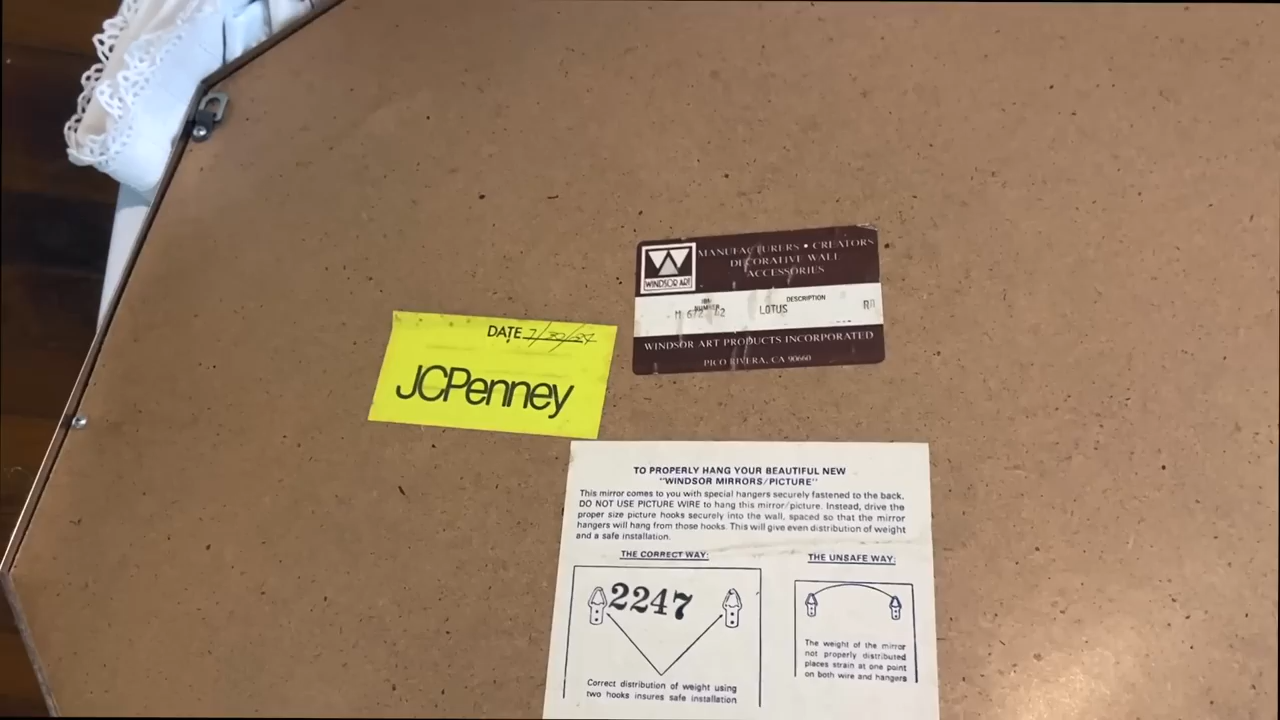 MANUFACTURERS • CREATORS
DECORATIVE WALL
ACCESSORIES
WINDSOR ART
DESCRIPTION
LOTUS
WINDSOR ART PRODUCTS INCORPORATED
PICO RIVERA, CA 90660
DATE
JCPenney
TO PROPERLY HANG YOUR BEAUTIFUL NEW
"WINDSOR MIRRORS/PICTURE"
This mirror comes to you with special hangers securely fastened to the back.
DO NOT USE PICTURE WIRE to hang this mirror/picture. Instead, drive the
proper size picture hooks securely into the wall, spaced so that the mirror
hangers will hang from those hooks. This will give even distribution of weight
and a safe installation.
THE CORRECT WAY:
2247
Correct distribution of weight using
two hooks insures safe installation
THE UNSAFE WAY:
The weight of the mirror
not properly distributed
places strain at one point
on both wire and hangers